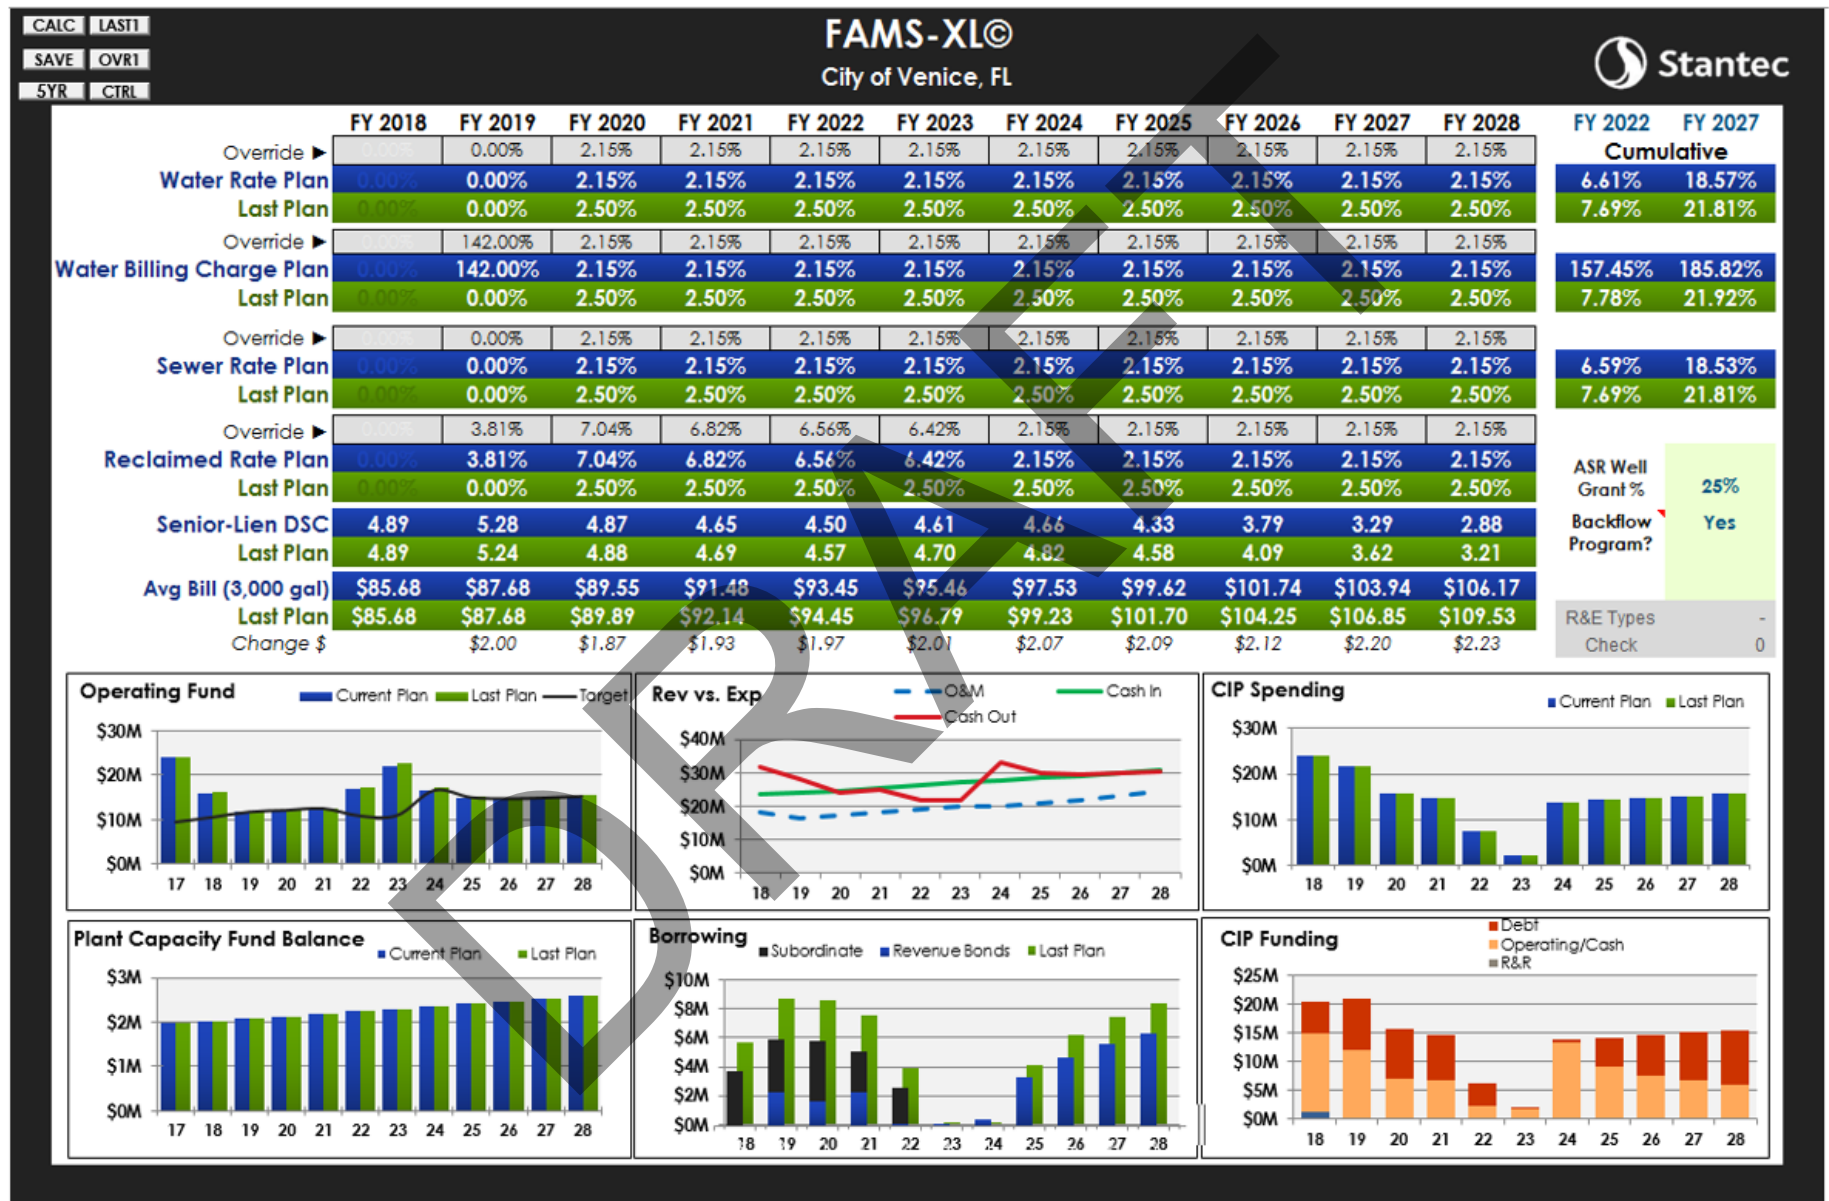 CALC LAST1
SAVE OVR1
5YR CTRL
FAMS-XL©
City of Venice, FL
Stantec
FY 2018 FY 2019 FY 2020 FY 2021 FY 2022 FY 2023 FY 2024 FY 2025 FY 2026 FY 2027 FY 2028 FY 2022 FY 2027
Override ► 0.00% 0.00% 2.15% 2.15% 2.15% 2.15% 2.15% 2.15% 2.15% 2.15% 2.15% Cumulative
Water Rate Plan 0.00% 0.00% 2.15% 2.15% 2.15% 2.15% 2.15% 2.15% 2.15% 2.15% 2.15% 6.61% 18.57%
Last Plan 0.00% 0.00% 2.50% 2.50% 2.50% 2.50% 2.50% 2.50% 2.50% 2.50% 2.50% 7.69% 21.81%
Override ► 0.00% 142.00% 2.15% 2.15% 2.15% 2.15% 2.15% 2.15% 2.15% 2.15% 2.15%
Water Billing Charge Plan 0.00% 142.00% 2.15% 2.15% 2.15% 2.15% 2.15% 2.15% 2.15% 2.15% 2.15% 157.45% 185.82%
Last Plan 0.00% 0.00% 2.50% 2.50% 2.50% 2.50% 2.50% 2.50% 2.50% 2.50% 2.50% 7.78% 21.92%
Override ► 0.00% 0.00% 2.15% 2.15% 2.15% 2.15% 2.15% 2.15% 2.15% 2.15% 2.15%
Sewer Rate Plan 0.00% 0.00% 2.15% 2.15% 2.15% 2.15% 2.15% 2.15% 2.15% 2.15% 2.15% 6.59% 18.53%
Last Plan 0.00% 0.00% 2.50% 2.50% 2.50% 2.50% 2.50% 2.50% 2.50% 2.50% 2.50% 7.69% 21.81%
Override ► 0.00% 3.81% 7.04% 6.82% 6.56% 6.42% 2.15% 2.15% 2.15% 2.15% 2.15%
Reclaimed Rate Plan 0.00% 3.81% 7.04% 6.82% 6.56% 6.42% 2.15% 2.15% 2.15% 2.15% 2.15%
Last Plan 0.00% 0.00% 2.50% 2.50% 2.50% 2.50% 2.50% 2.50% 2.50% 2.50% 2.50%
ASR Well
Grant % 25%
Senior-Lien DSC 4.89 5.28 4.87 4.65 4.50 4.61 4.66 4.33 3.79 3.29 2.88
Last Plan 4.89 5.24 4.88 4.69 4.57 4.70 4.82 4.58 4.09 3.62 3.21
Backflow Yes
Program?
Avg Bill (3,000 gal) $85.68 $87.68 $89.55 $91.48 $93.45 $95.46 $97.53 $99.62 $101.74 $103.94 $106.17
Last Plan $85.68 $87.68 $89.89 $92.14 $94.45 $96.79 $99.23 $101.70 $104.25 $106.85 $109.53 R&E Types -
Change $ $2.00 $1.87 $1.93 $1.97 $2.01 $2.07 $2.09 $2.12 $2.20 $2.23 Check 0
DRAFT
Operating Fund
Current Plan Last Plan Target
$30M
$20M
$10M
$0M
17 18 19 20 21 22 23 24 25 26 27 28
Rev vs. Exp
O&M Cash In
Cash Out
$40M
$30M
$20M
$10M
$0M
18 19 20 21 22 23 24 25 26 27 28
CIP Spending
Current Plan Last Plan
$30M
$20M
$10M
$0M
18 19 20 21 22 23 24 25 26 27 28
Plant Capacity Fund Balance
Current Plan Last Plan
$3M
$2M
$1M
$0M
17 18 19 20 21 22 23 24 25 26 27 28
Borrowing
Subordinate Revenue Bonds Last Plan
$10M
$8M
$6M
$4M
$2M
$0M
18 19 20 21 22 23 24 25 26 27 28
CIP Funding
Debt
Operating/Cash
R&R
$25M
$20M
$15M
$10M
$5M
$0M
18 19 20 21 22 23 24 25 26 27 28